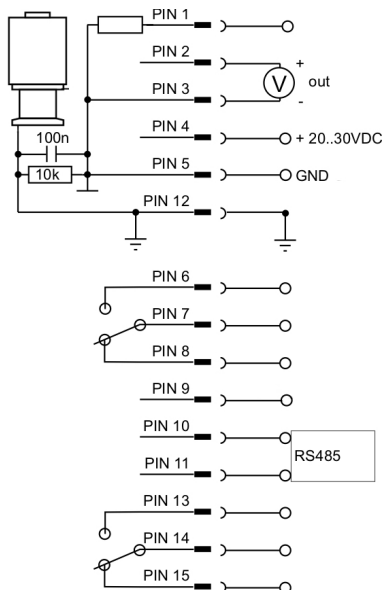 PIN 1
PIN 2
+
V
out
PIN 3
-
PIN 4
+ 20..30VDC
100n
PIN 5
GND
10k
PIN 12
PIN 6
PIN 7
PIN 8
PIN 9
PIN 10
RS485
PIN 11
PIN 13
PIN 14
PIN 15